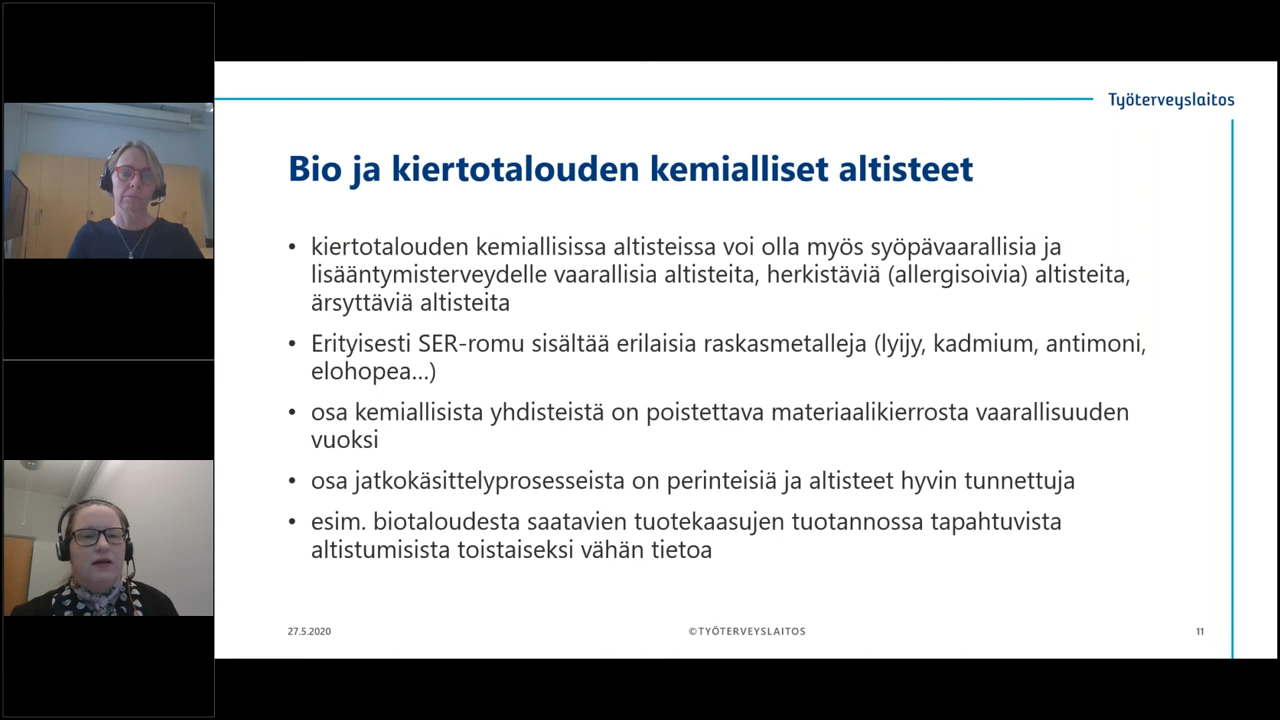 Työterveyslaitos
Bio ja kiertotalouden kemialliset altisteet
• kiertotalouden kemiallisissa altisteissa voi olla myös syöpävaarallisia ja
lisääntymisterveydelle vaarallisia altisteita, herkistäviä (allergisoivia) altisteita,
ärsyttäviä altisteita
• Erityisesti SER-romu sisältää erilaisia raskasmetalleja (lyijy, kadmium, antimoni,
elohopea...)
• osa kemiallisista yhdisteistä on poistettava materiaalikierrosta vaarallisuuden
vuoksi
• osa jatkokäsittelyprosesseista on perinteisiä ja altisteet hyvin tunnettuja
• esim. biotaloudesta saatavien tuotekaasujen tuotannossa tapahtuvista
altistumisista toistaiseksi vähän tietoa
27.5.2020
©TYÖTERVEYSLAITOS
11